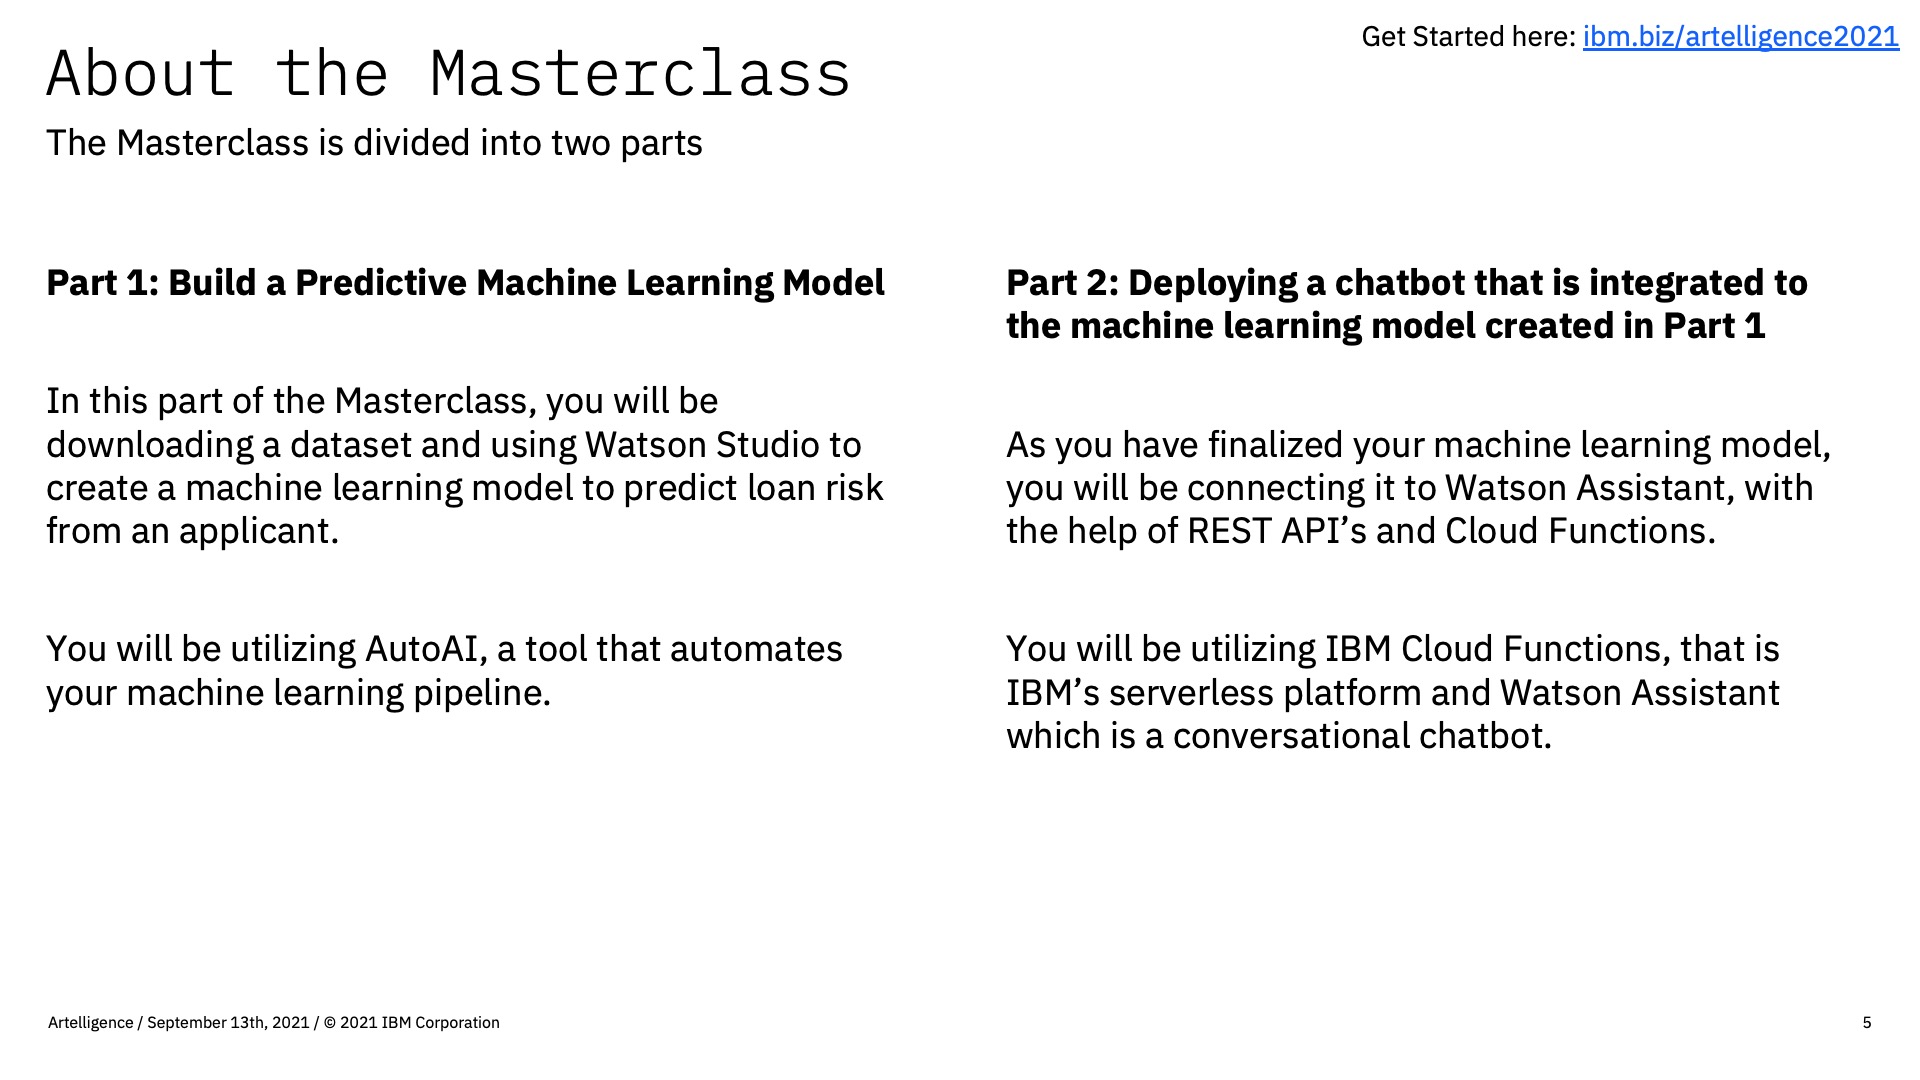 Get Started here: ibm.biz/artelligence2021
About the Masterclass
The Masterclass is divided into two parts
Part 1: Build a Predictive Machine Learning Model
In this part of the Masterclass, you will be
downloading a dataset and using Watson Studio to
create a machine learning model to predict loan risk
from an applicant.
You will be utilizing AutoAI, a tool that automates
your machine learning pipeline.
Part 2: Deploying a chatbot that is integrated to
the machine learning model created in Part 1
As you have finalized your machine learning model,
you will be connecting it to Watson Assistant, with
the help of REST API’s and Cloud Functions.
You will be utilizing IBM Cloud Functions, that is
IBM’s serverless platform and Watson Assistant
which is a conversational chatbot.
Artelligence / September 13th, 2021 / © 2021 IBM Corporation
5